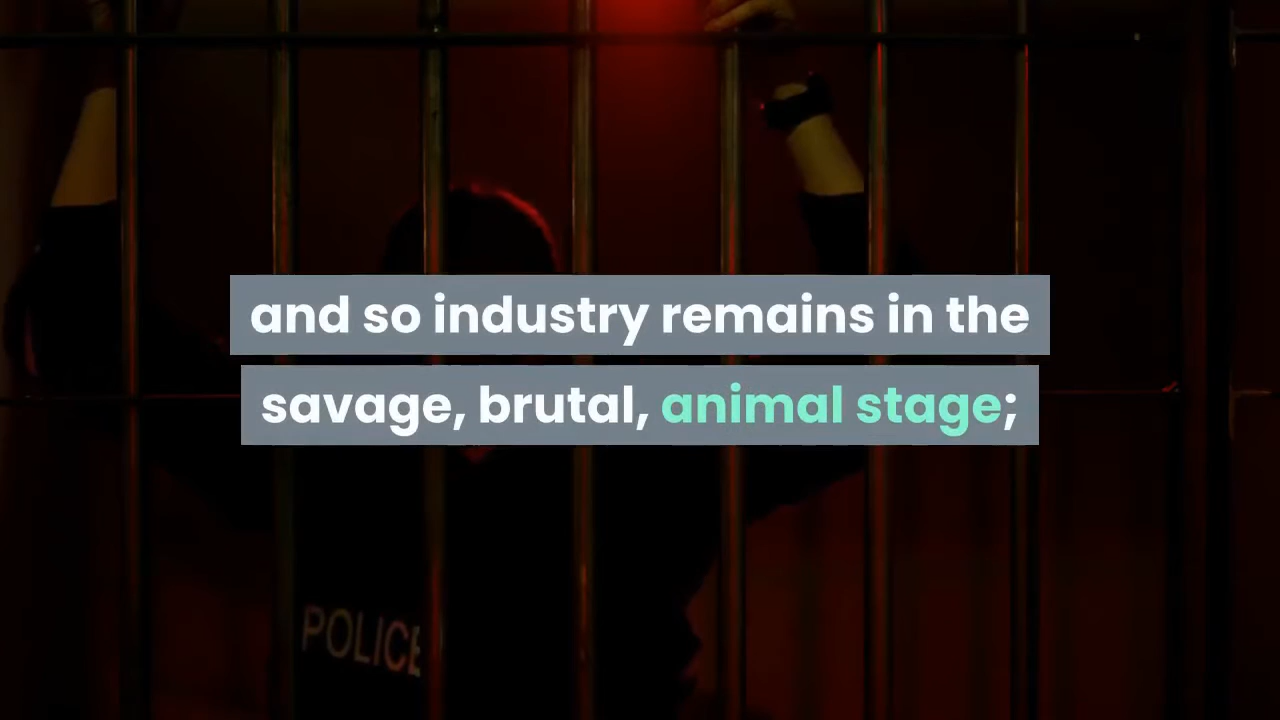 and so industry remains in the
savage, brutal, animal stage;
POLICE